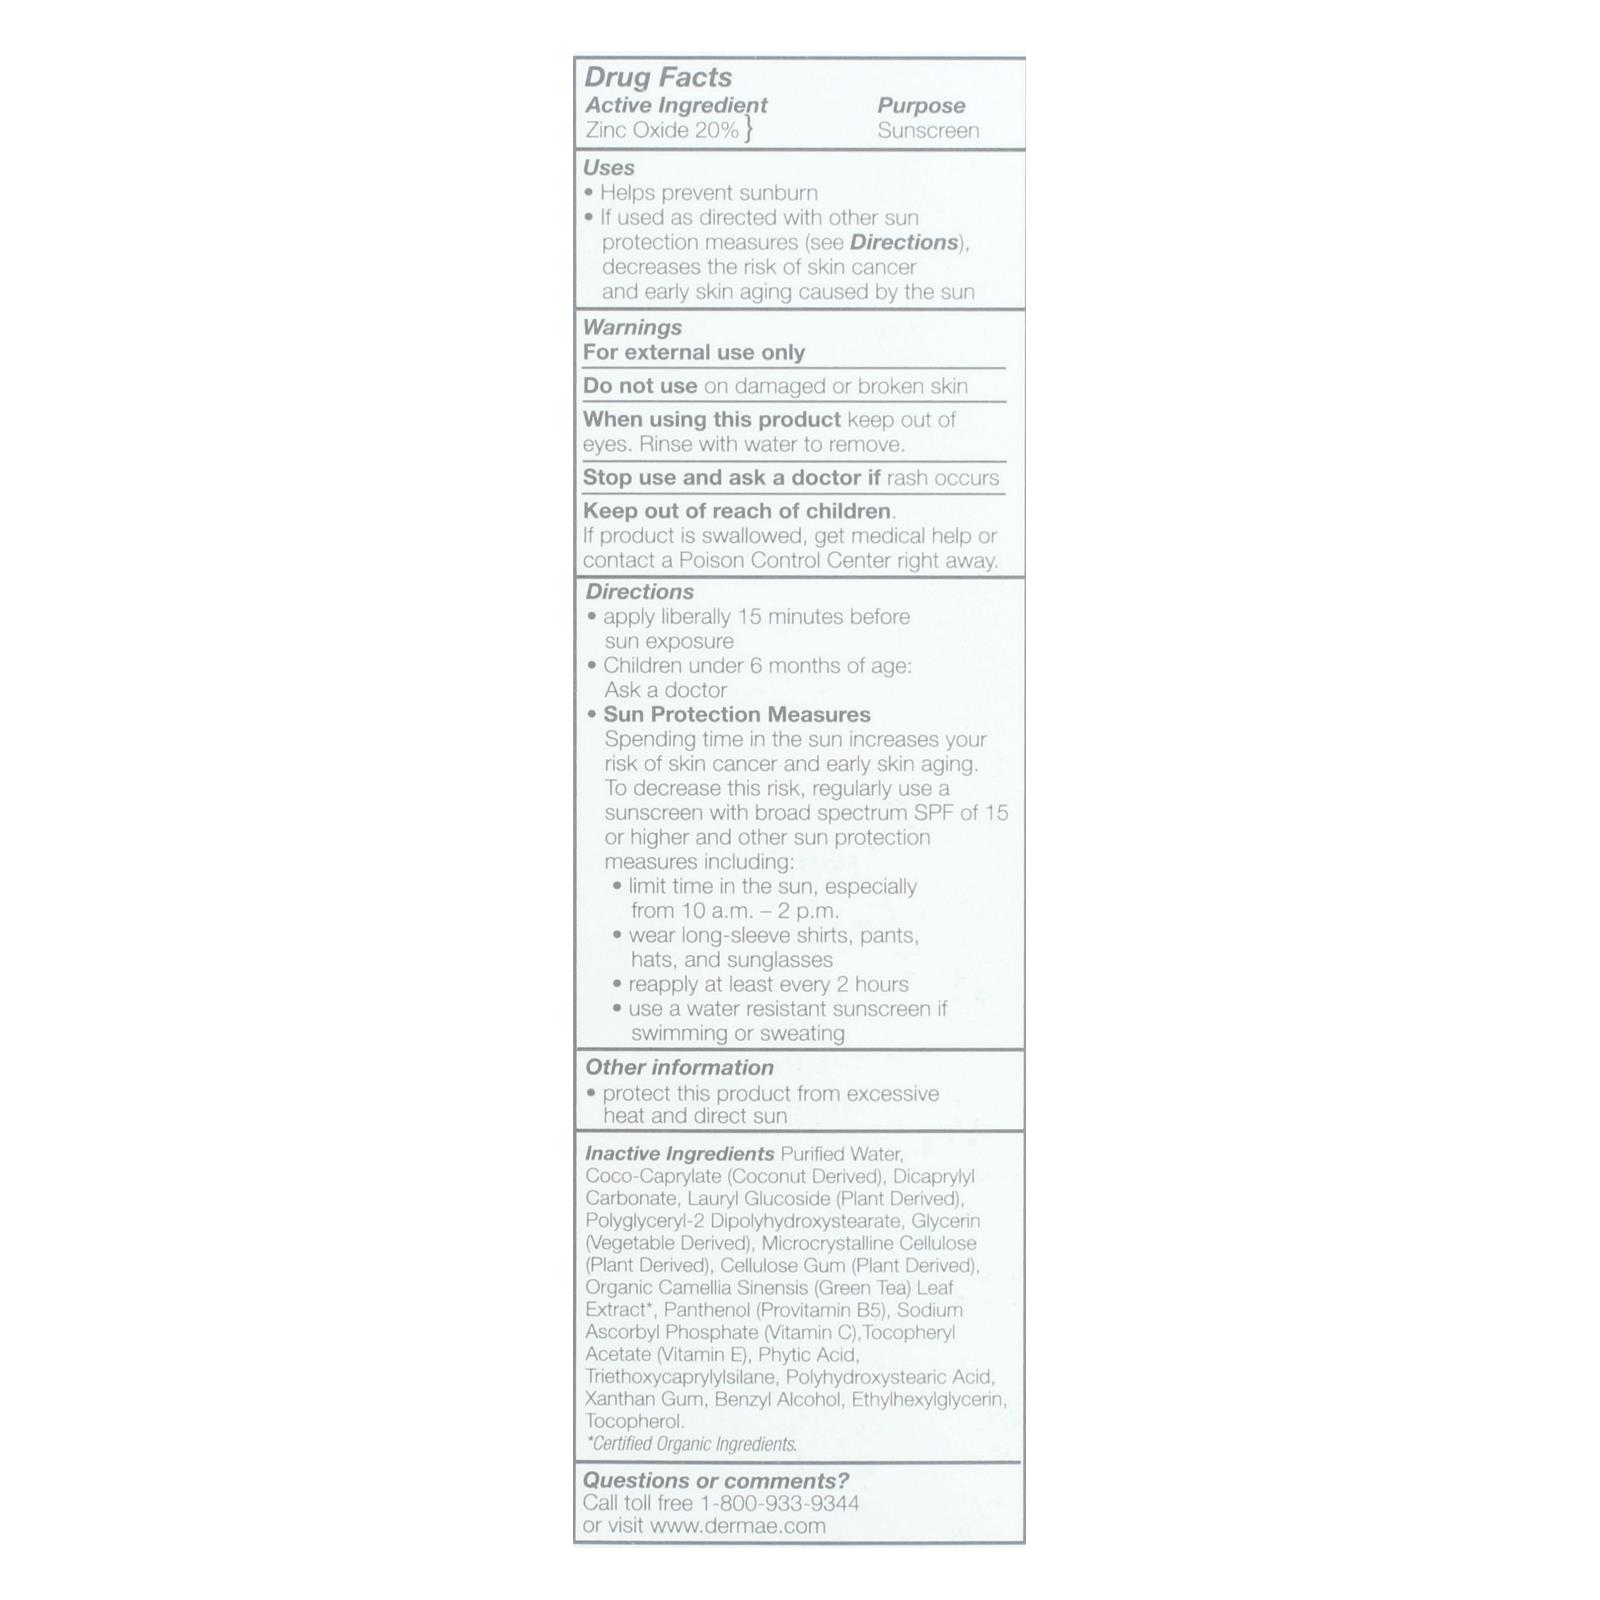 Drug Facts
Active Ingredient Purpose
Zinc Oxide 20%} Sunscreen
Uses
• Helps prevent sunburn
• If used as directed with other sun
protection measures (see Directions),
decreases the risk of skin cancer
and early skin aging caused by the sun
Warnings
For external use only
Do not use on damaged or broken skin
When using this product keep out of
eyes. Rinse with water to remove.
Stop use and ask a doctor if rash occurs
Keep out of reach of children.
If product is swallowed, get medical help or
contact a Poison Control Center right away.
Directions
• apply liberally 15 minutes before
sun exposure
• Children under 6 months of age:
Ask a doctor
• Sun Protection Measures
Spending time in the sun increases your
risk of skin cancer and early skin aging.
To decrease this risk, regularly use a
sunscreen with broad spectrum SPF of 15
or higher and other sun protection
measures including:
• limit time in the sun, especially
from 10 a.m. – 2 p.m.
• wear long-sleeve shirts, pants,
hats, and sunglasses
• reapply at least every 2 hours
• use a water resistant sunscreen if
swimming or sweating
Other information
• protect this product from excessive
heat and direct sun
Inactive Ingredients Purified Water,
Coco-Caprylate (Coconut Derived), Dicaprylyl
Carbonate, Lauryl Glucoside (Plant Derived),
Polyglyceryl-2 Dipolyhydroxystearate, Glycerin
(Vegetable Derived), Microcrystalline Cellulose
(Plant Derived), Cellulose Gum (Plant Derived),
Organic Camellia Sinensis (Green Tea) Leaf
Extract*, Panthenol (Provitamin B5), Sodium
Ascorbyl Phosphate (Vitamin C),Tocopheryl
Acetate (Vitamin E), Phytic Acid,
Triethoxycaprylylsilane, Polyhydroxystearic Acid,
Xanthan Gum, Benzyl Alcohol, Ethylhexylglycerin,
Tocopherol.
*Certified Organic Ingredients.
Questions or comments?
Call toll free 1-800-933-9344
or visit www.dermae.com